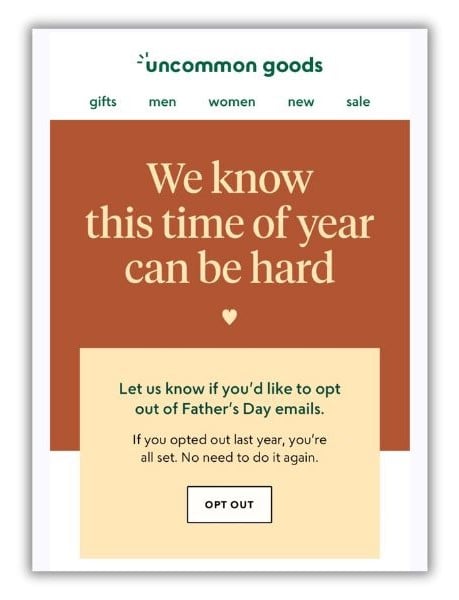 uncommon goods
gifts men women new sale
We know
this time of year
can be hard
Let us know if you'd like to opt
out of Father's Day emails.
If you opted out last year, you're
all set. No need to do it again.
OPT OUT